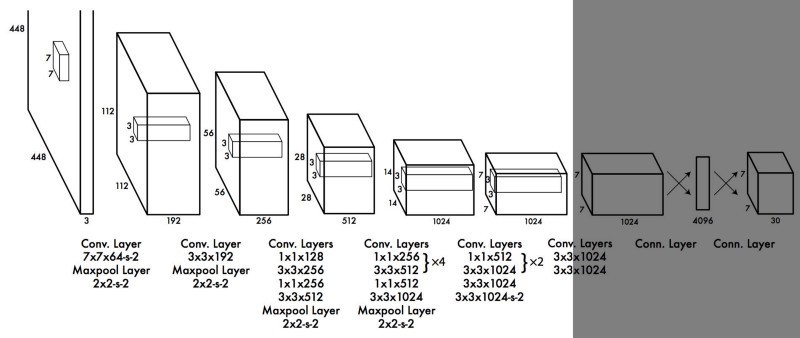 448
7
7
448
3
112
3
3
112
192
56
3
3
56
256
28
3
3
28
512
14
3
3
14
1024
7
3
3
7
1024
7
7
1024
4096
7
7
30
Conv. Layer
7x7x64-s-2
Maxpool Layer
2x2-s-2
Conv. Layer
3x3x192
Maxpool Layer
2x2-s-2
Conv. Layers
1x1x128
3x3x256
1x1x256
3x3x512
Maxpool Layer
2x2-s-2
Conv. Layers
1x1x256
3x3x512
×4
1x1x512
3x3x1024
Maxpool Layer
2x2-s-2
Conv. Layers
1x1x512
3x3x1024
×2
3x3x1024
3x3x1024-s-2
Conv. Layers
3x3x1024
3x3x1024
Conn. Layer
Conn. Layer